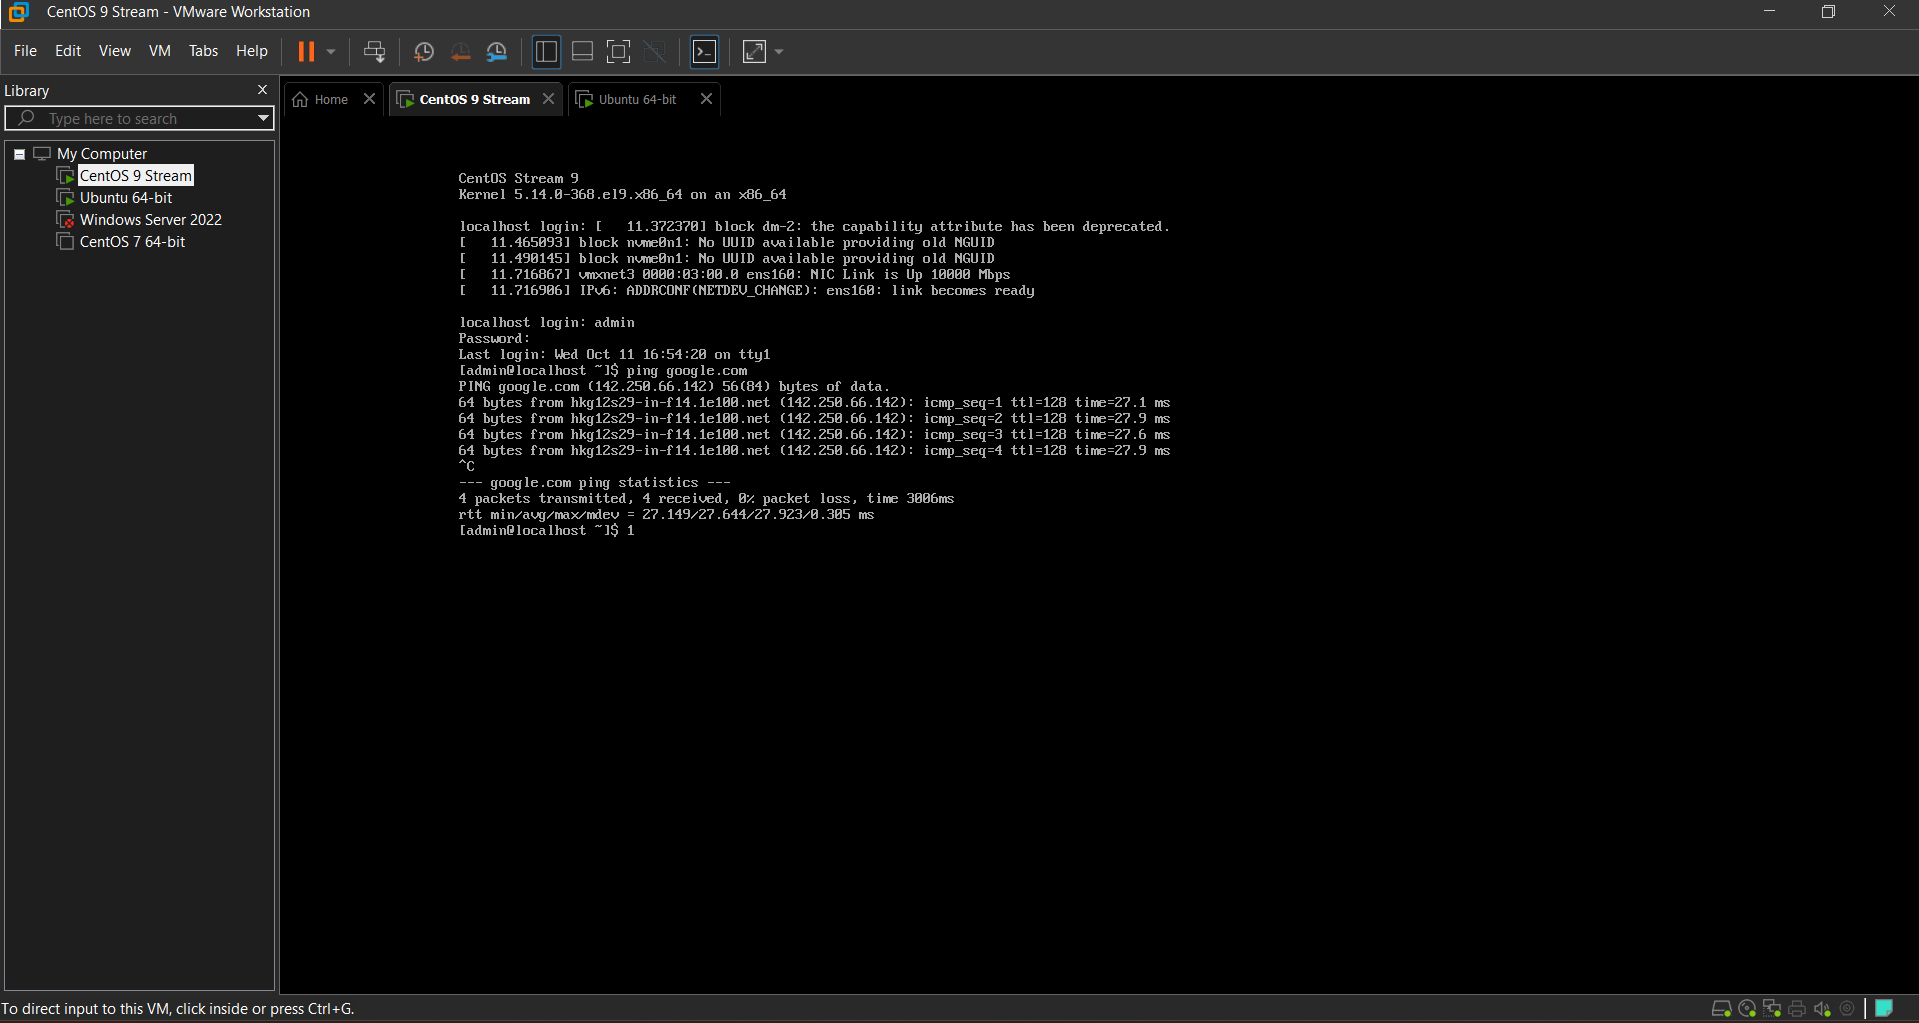 CentOS 9 Stream - VMware Workstation
File Edit View VM Tabs Help
Library
Type here to search
My Computer
CentOS 9 Stream
Ubuntu 64-bit
Windows Server 2022
CentOS 7 64-bit
Home CentOS 9 Stream Ubuntu 64-bit
CentOS Stream 9
Kernel 5.14.0-368.el9.x86_64 on an x86_64
localhost login: [   11.372370] block dm-2: the capability attribute has been deprecated.
[   11.465093] block nvme0n1: No UUID available providing old NGUID
[   11.490145] block nvme0n1: No UUID available providing old NGUID
[   11.716867] vmxnet3 0000:03:00.0 ens160: NIC Link is Up 10000 Mbps
[   11.716906] IPv6: ADDRCONF(NETDEV_CHANGE): ens160: link becomes ready
localhost login: admin
Password:
Last login: Wed Oct 11 16:54:20 on tty1
[admin@localhost ~]$ ping google.com
PING google.com (142.250.66.142) 56(84) bytes of data.
64 bytes from hkg12s29-in-f14.1e100.net (142.250.66.142): icmp_seq=1 ttl=128 time=27.1 ms
64 bytes from hkg12s29-in-f14.1e100.net (142.250.66.142): icmp_seq=2 ttl=128 time=27.9 ms
64 bytes from hkg12s29-in-f14.1e100.net (142.250.66.142): icmp_seq=3 ttl=128 time=27.6 ms
64 bytes from hkg12s29-in-f14.1e100.net (142.250.66.142): icmp_seq=4 ttl=128 time=27.9 ms
^C
--- google.com ping statistics ---
4 packets transmitted, 4 received, 0% packet loss, time 3006ms
rtt min/avg/max/mdev = 27.149/27.644/27.923/0.305 ms
[admin@localhost ~]$ 1
To direct input to this VM, click inside or press Ctrl+G.